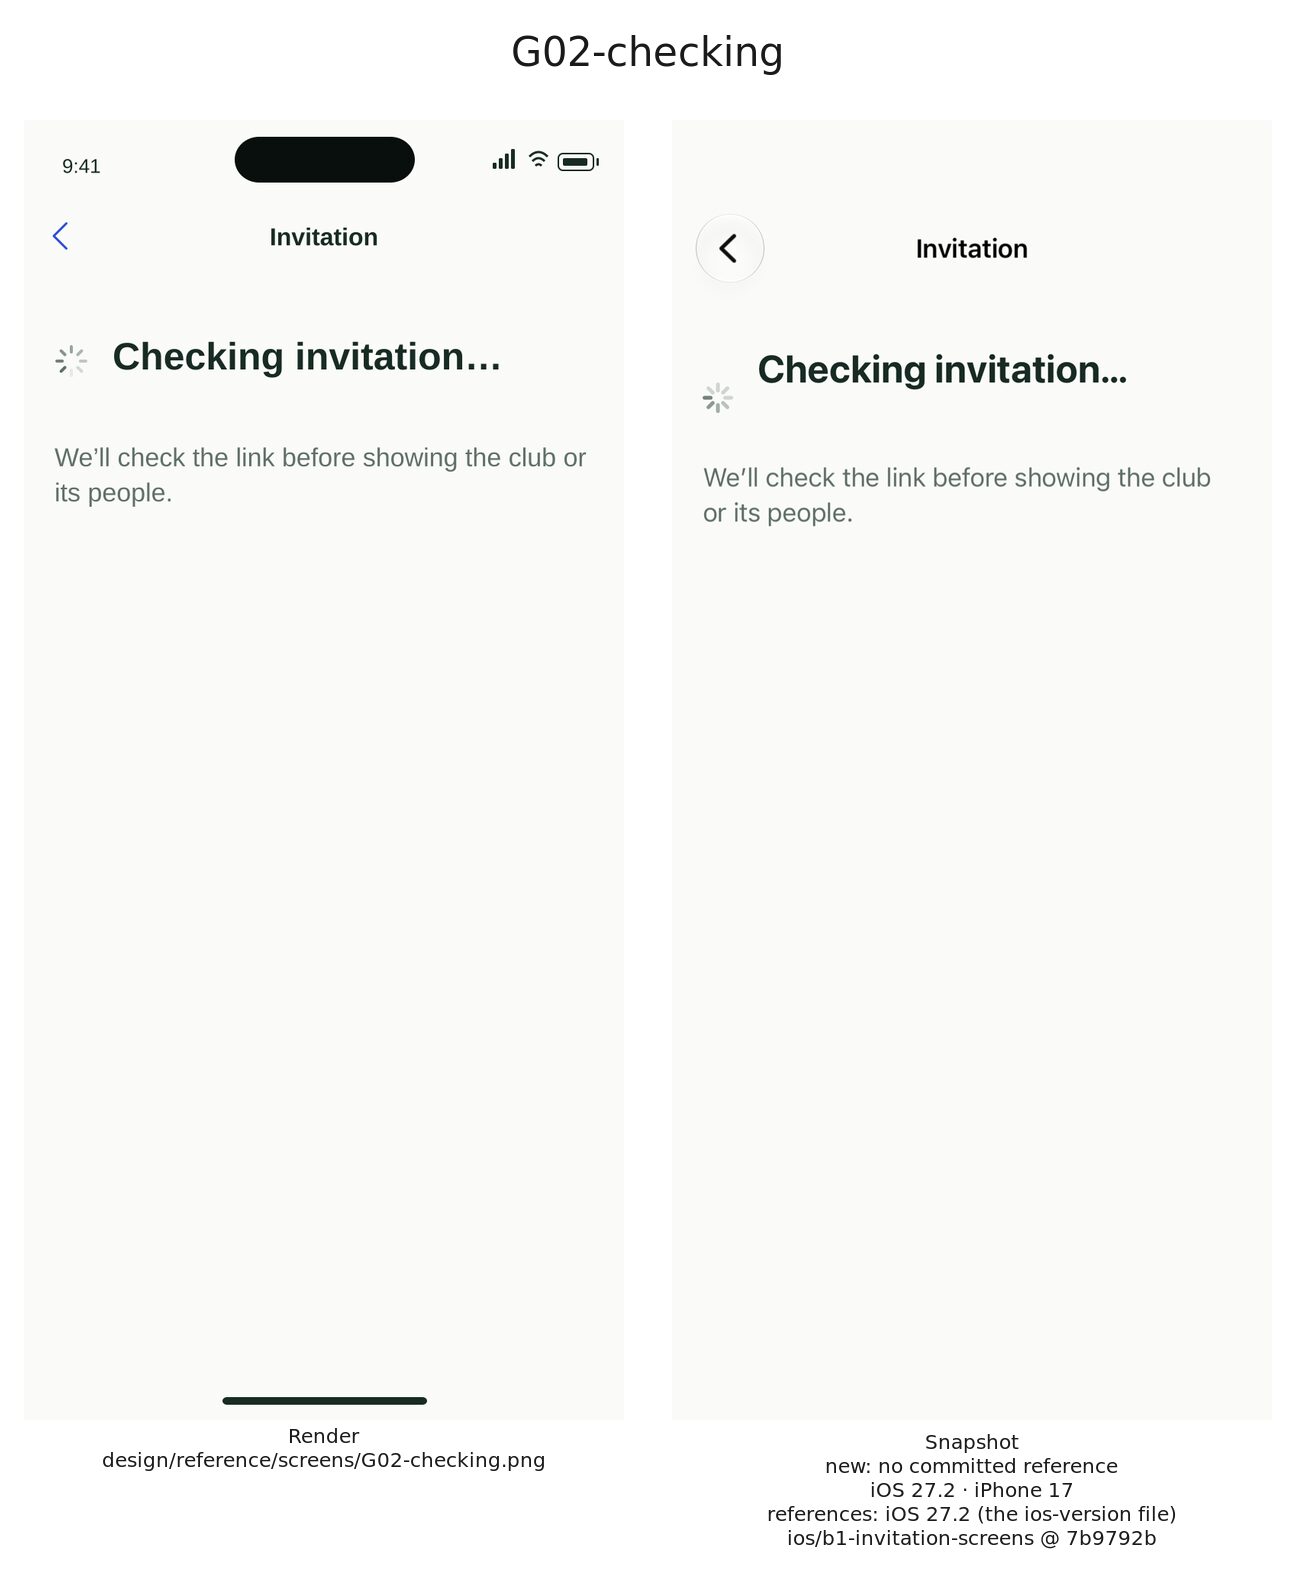 G02-checking
9:41
Invitation
Checking invitation…
We’ll check the link before showing the club or
its people.
Render
design/reference/screens/G02-checking.png
Invitation
Checking invitation…
We’ll check the link before showing the club
or its people.
Snapshot
new: no committed reference
iOS 27.2 · iPhone 17
references: iOS 27.2 (the ios-version file)
ios/b1-invitation-screens @ 7b9792b